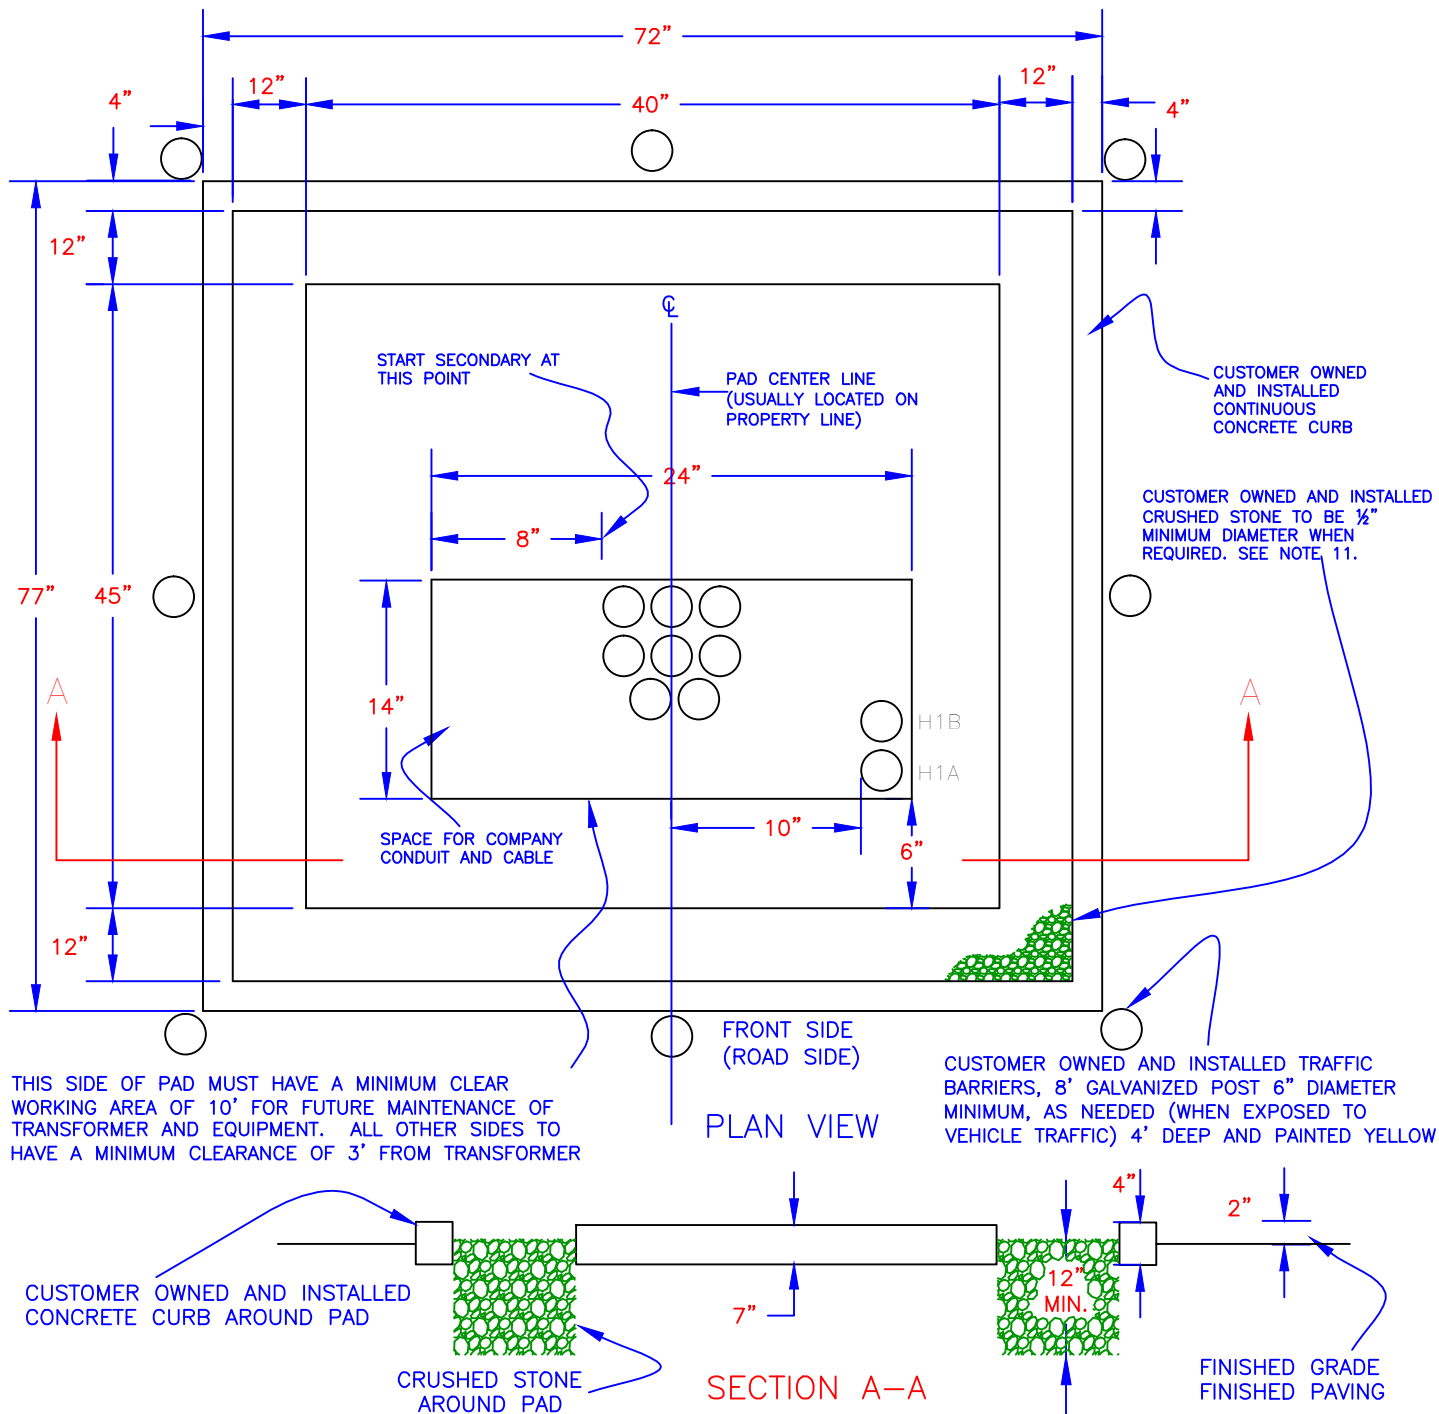 72"
12"
12"
4"
40"
4"
12"
℄
START SECONDARY AT
THIS POINT
PAD CENTER LINE
(USUALLY LOCATED ON
PROPERTY LINE)
CUSTOMER OWNED
AND INSTALLED
CONTINUOUS
CONCRETE CURB
24"
CUSTOMER OWNED AND INSTALLED
CRUSHED STONE TO BE ½"
MINIMUM DIAMETER WHEN
REQUIRED. SEE NOTE 11.
8"
77"
45"
A
A
14"
H1B
H1A
SPACE FOR COMPANY
CONDUIT AND CABLE
10"
6"
12"
FRONT SIDE
(ROAD SIDE)
THIS SIDE OF PAD MUST HAVE A MINIMUM CLEAR
WORKING AREA OF 10' FOR FUTURE MAINTENANCE OF
TRANSFORMER AND EQUIPMENT. ALL OTHER SIDES TO
HAVE A MINIMUM CLEARANCE OF 3' FROM TRANSFORMER
PLAN VIEW
CUSTOMER OWNED AND INSTALLED TRAFFIC
BARRIERS, 8' GALVANIZED POST 6" DIAMETER
MINIMUM, AS NEEDED (WHEN EXPOSED TO
VEHICLE TRAFFIC) 4' DEEP AND PAINTED YELLOW
4"
2"
12"
MIN.
7"
CUSTOMER OWNED AND INSTALLED
CONCRETE CURB AROUND PAD
CRUSHED STONE
AROUND PAD
SECTION A-A
FINISHED GRADE
FINISHED PAVING